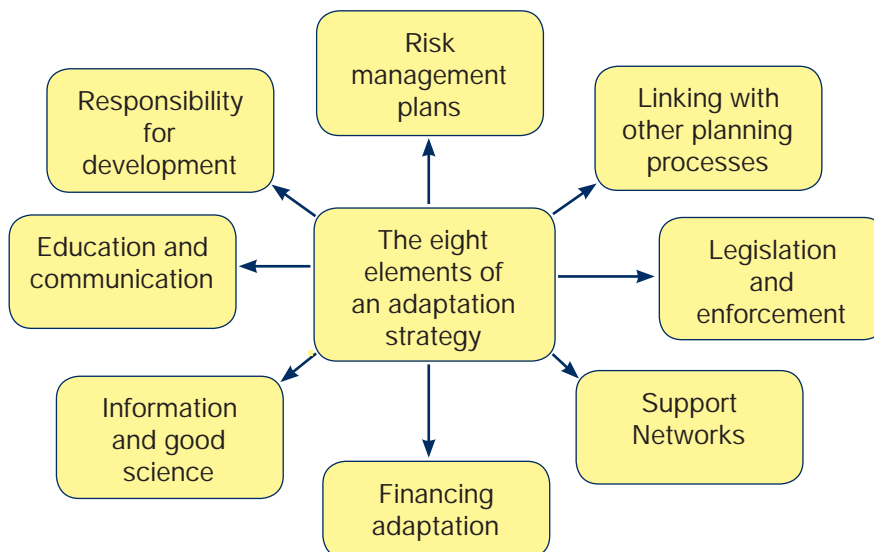 Risk
management
plans
Responsibility
for
development
Linking with
other planning
processes
Education and
communication
The eight
elements of
an adaptation
strategy
Legislation
and
enforcement
Information
and good
science
Support
Networks
Financing
adaptation